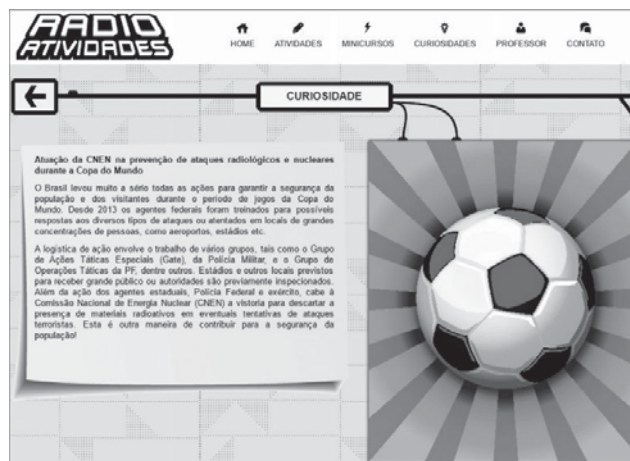 RADIO
ATIVIDADES
HOME
ATIVIDADES
MINICURSOS
CURIOSIDADES
PROFESSOR
CONTATO
CURIOSIDADE
Atuação da CNEN na prevenção de ataques radiológicos e nucleares
durante a Copa do Mundo
O Brasil levou muito a sério todas as ações para garantir a segurança da
população e dos visitantes durante o período de jogos da Copa do
Mundo. Desde 2013 os agentes federais foram treinados para possíveis
respostas aos diversos tipos de ataques ou atentados em locais de grandes
concentrações de pessoas, como aeroportos, estádios etc.
A logística de ação envolve o trabalho de vários grupos, tais como o Grupo
de Ações Táticas Especiais (Gate), da Polícia Militar, e o Grupo de
Operações Táticas da PF, dentre outros. Estádios e outros locais previstos
para receber grande público ou autoridades são previamente inspecionados.
Além da ação dos agentes estaduais, Polícia Federal e exército, cabe à
Comissão Nacional de Energia Nuclear (CNEN) a vistoria para descartar a
presença de materiais radioativos em eventuais tentativas de ataques
terroristas. Esta é outra maneira de contribuir para a segurança da
população!